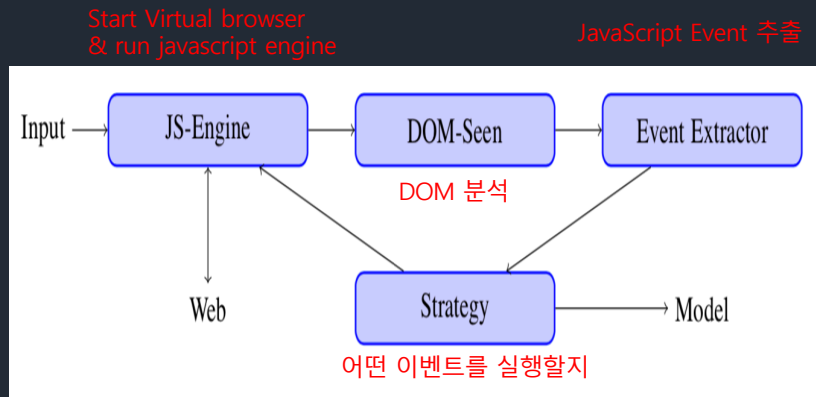 Start Virtual browser
& run javascript engine
JavaScript Event 추출
Input
JS-Engine
DOM-Seen
Event Extractor
DOM 분석
Web
Strategy
Model
어떤 이벤트를 실행할지